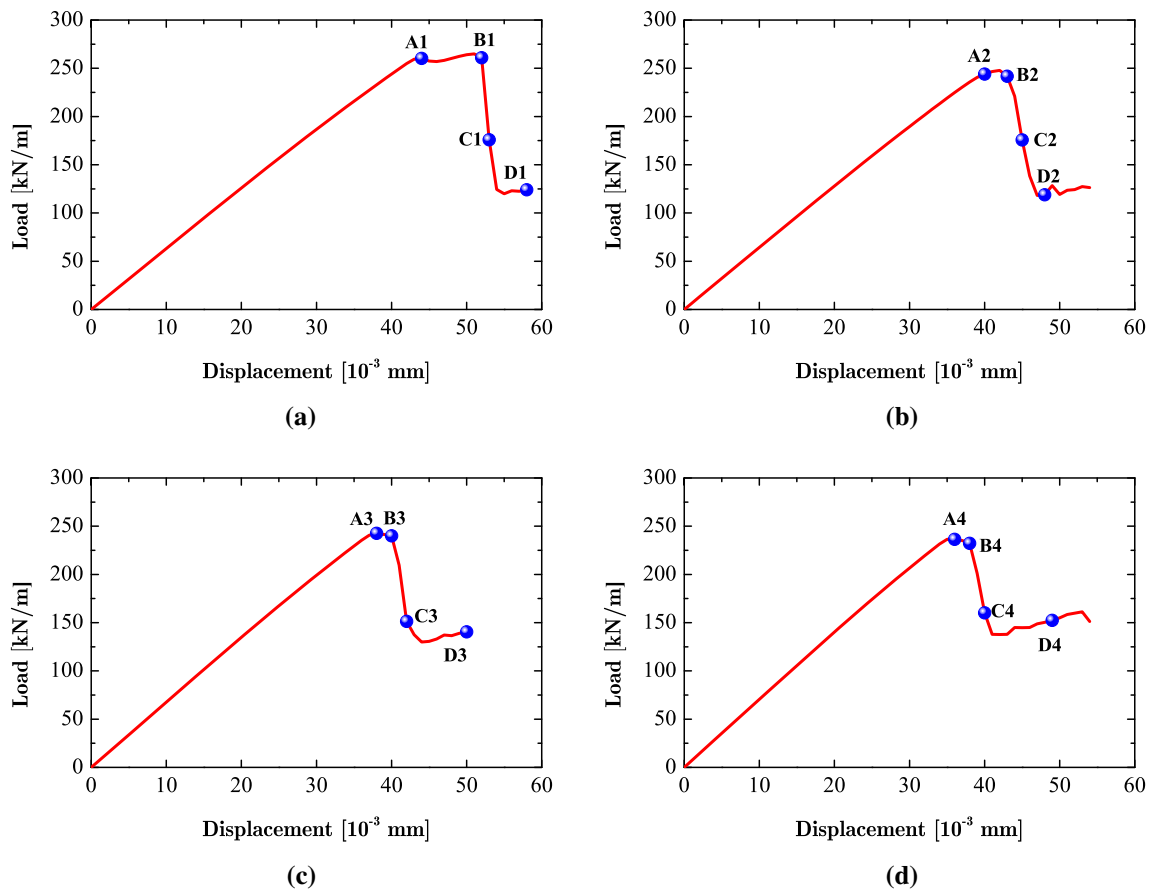 300
250
200
150
100
50
0
Load [kN/m]
A1
B1
C1
D1
0 10 20 30 40 50 60
Displacement [10⁻³ mm]
(a)
300
250
200
150
100
50
0
Load [kN/m]
A2
B2
C2
D2
0 10 20 30 40 50 60
Displacement [10⁻³ mm]
(b)
300
250
200
150
100
50
0
Load [kN/m]
A3 B3
C3
D3
0 10 20 30 40 50 60
Displacement [10⁻³ mm]
(c)
300
250
200
150
100
50
0
Load [kN/m]
A4
B4
C4
D4
0 10 20 30 40 50 60
Displacement [10⁻³ mm]
(d)